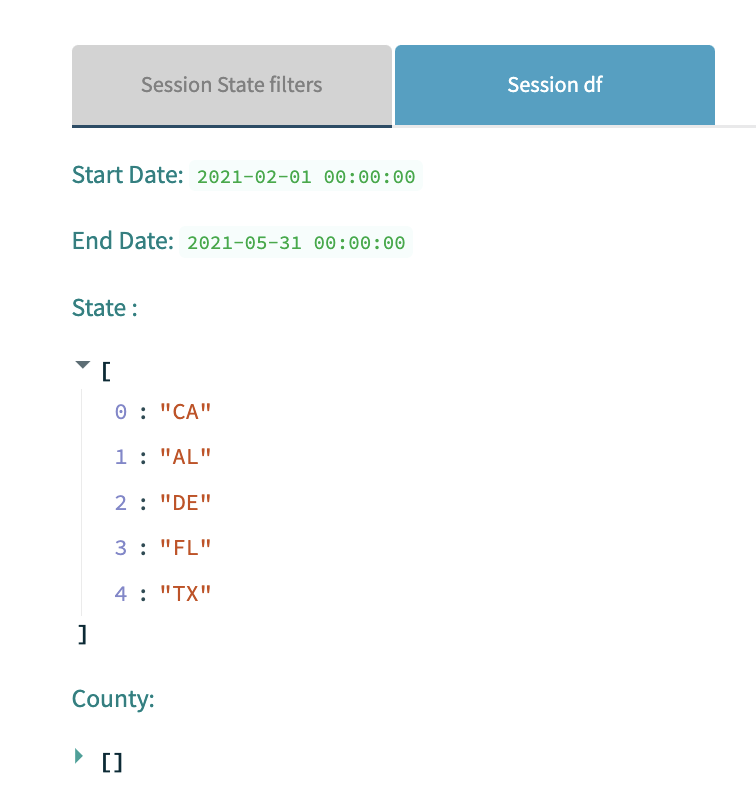 Session State filters Session df
Start Date: 2021-02-01 00:00:00
End Date: 2021-05-31 00:00:00
State :
[
0 : "CA"
1 : "AL"
2 : "DE"
3 : "FL"
4 : "TX"
]
County:
[]